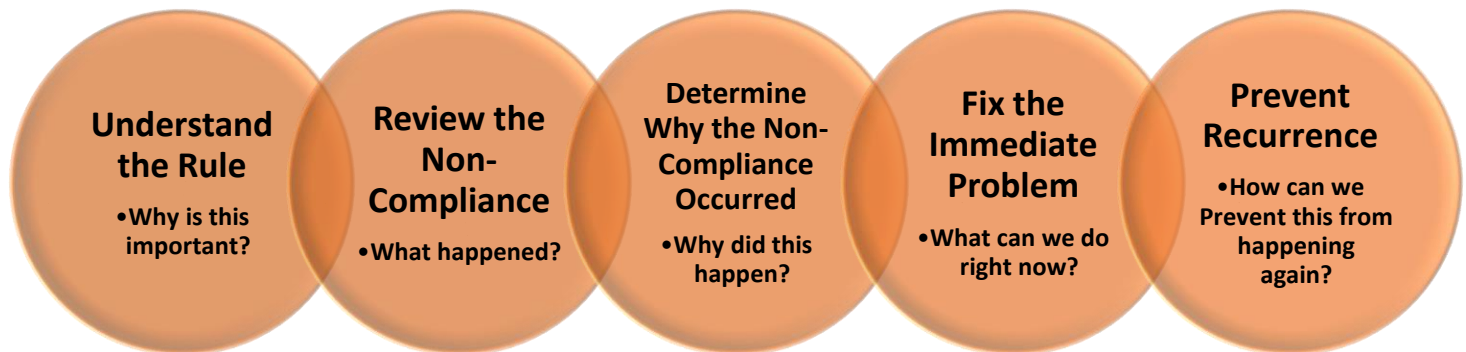 Understand
the Rule
•Why is this
important?
Review the
Non-
Compliance
•What happened?
Determine
Why the Non-
Compliance
Occurred
•Why did this
happen?
Fix the
Immediate
Problem
•What can we do
right now?
Prevent
Recurrence
•How can we
Prevent this from
happening
again?